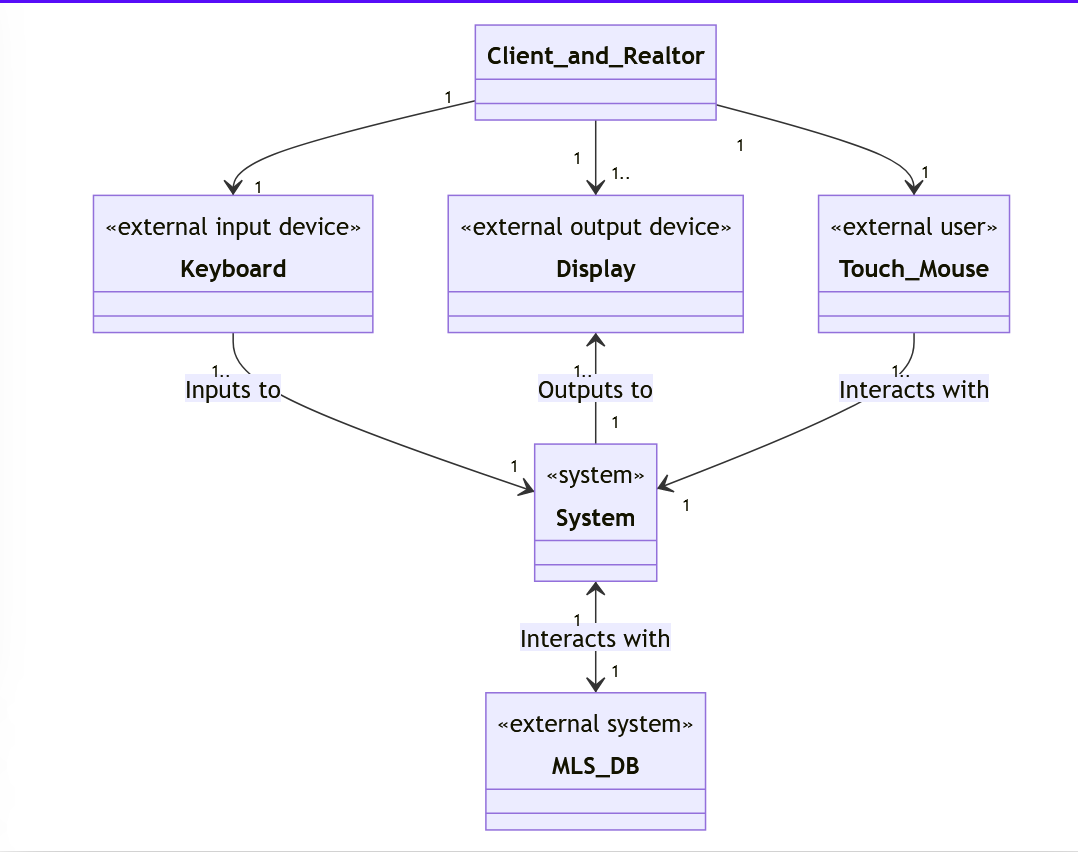 Client_and_Realtor
1
1
1
1
1..
1
«external input device»
Keyboard
«external output device»
Display
«external user»
Touch_Mouse
1..
Inputs to
1..
Outputs to
1..
Interacts with
1
1
1
«system»
System
1
Interacts with
1
«external system»
MLS_DB